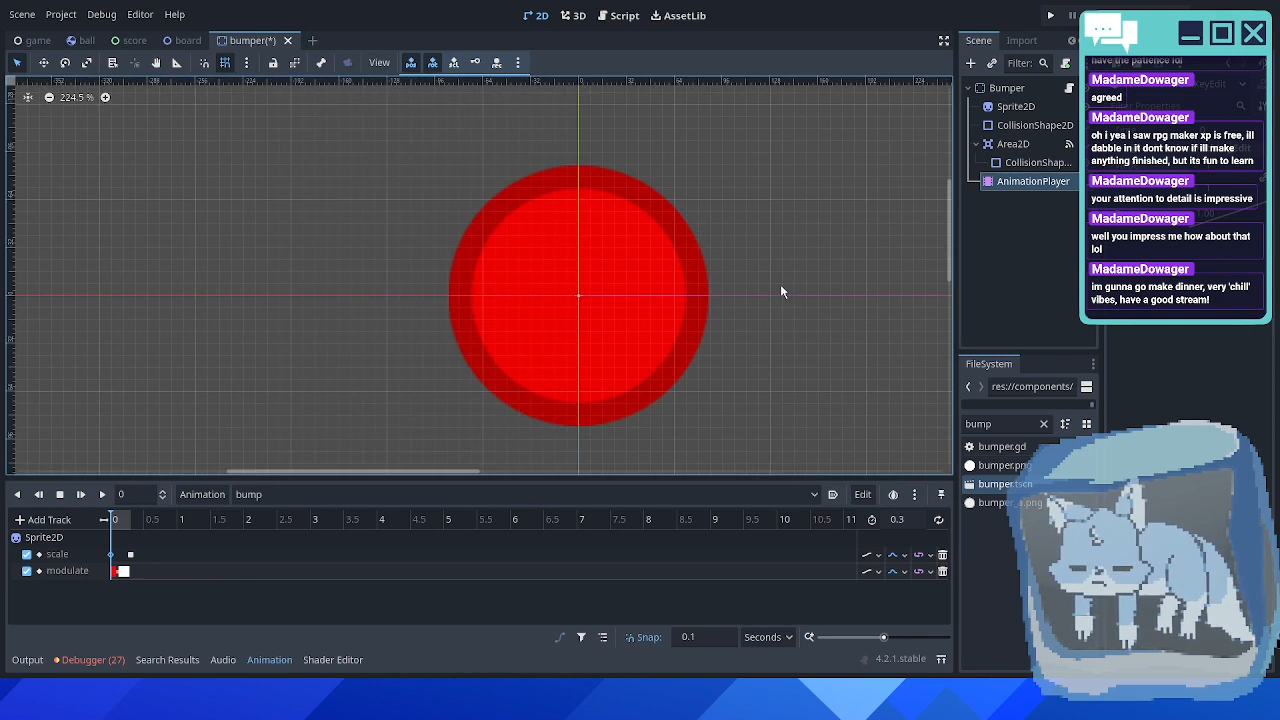 Scene Project Debug Editor Help
2D 3D Script AssetLib
game ball score board bumper(*)
Scene Import
View
Filter:
224.5 %
Bumper
Sprite2D
CollisionShape2D
Area2D
CollisionShap...
AnimationPlayer
have the patience lol
MadameDowager
agreed
MadameDowager
oh i yea i saw rpg maker xp is free, ill
dabble in it dont know if ill make
anything finished, but its fun to learn
MadameDowager
your attention to detail is impressive
MadameDowager
well you impress me how about that
lol
MadameDowager
im gunna go make dinner, very 'chill'
vibes, have a good stream!
FileSystem
res://components/
bump
bumper.gd
bumper.png
bumper.tscn
0 Animation bump Edit
Add Track 0 0.5 1 1.5 2 2.5 3 3.5 4 4.5 5 5.5 6 6.5 7 7.5 8 8.5 9 9.5 10 10.5 11 0.3
Sprite2D
scale
modulate
Snap: 0.1 Seconds
Output Debugger (27) Search Results Audio Animation Shader Editor 4.2.1.stable